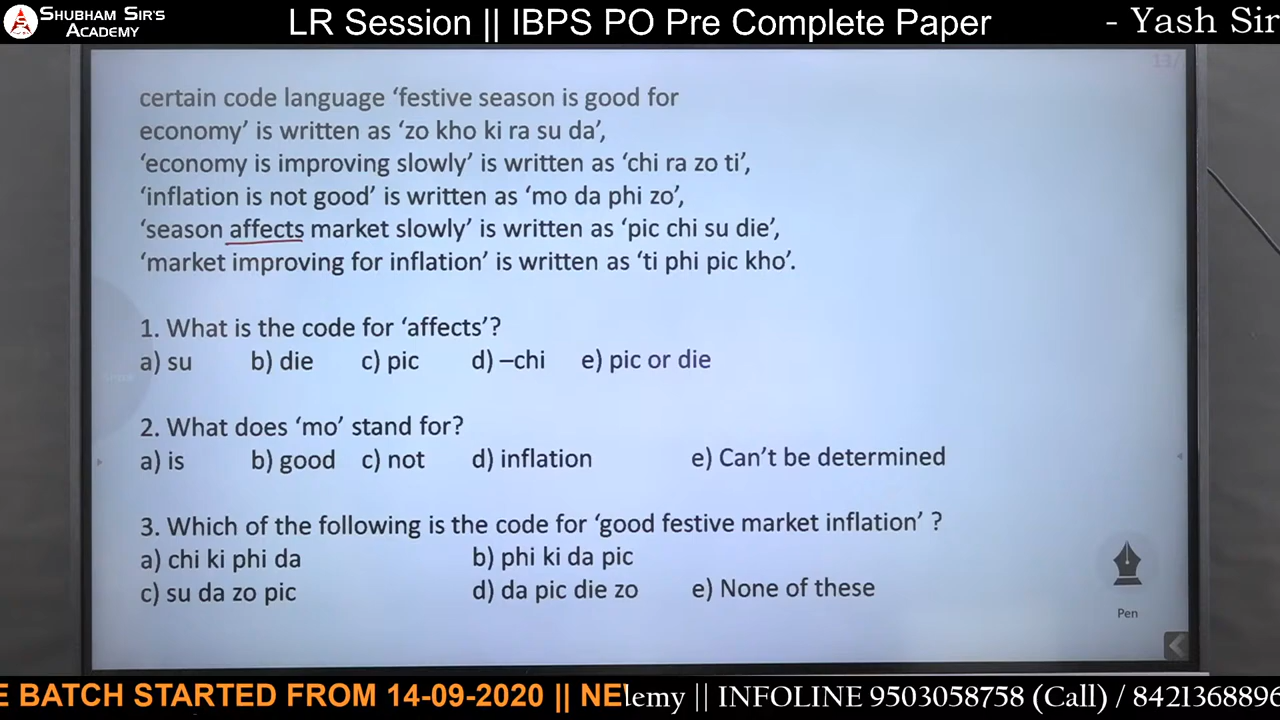 SHUBHAM SIR'S
ACADEMY
LR Session || IBPS PO Pre Complete Paper
- Yash Sir
certain code language ‘festive season is good for
economy’ is written as ‘zo kho ki ra su da’,
‘economy is improving slowly’ is written as ‘chi ra zo ti’,
‘inflation is not good’ is written as ‘mo da phi zo’,
‘season affects market slowly’ is written as ‘pic chi su die’,
‘market improving for inflation’ is written as ‘ti phi pic kho’.
1. What is the code for ‘affects’?
a) su b) die c) pic d) –chi e) pic or die
2. What does ‘mo’ stand for?
a) is b) good c) not d) inflation e) Can’t be determined
3. Which of the following is the code for ‘good festive market inflation’ ?
a) chi ki phi da b) phi ki da pic
c) su da zo pic d) da pic die zo e) None of these
Pen
E BATCH STARTED FROM 14-09-2020 || NE
demy || INFOLINE 9503058758 (Call) / 8421368896